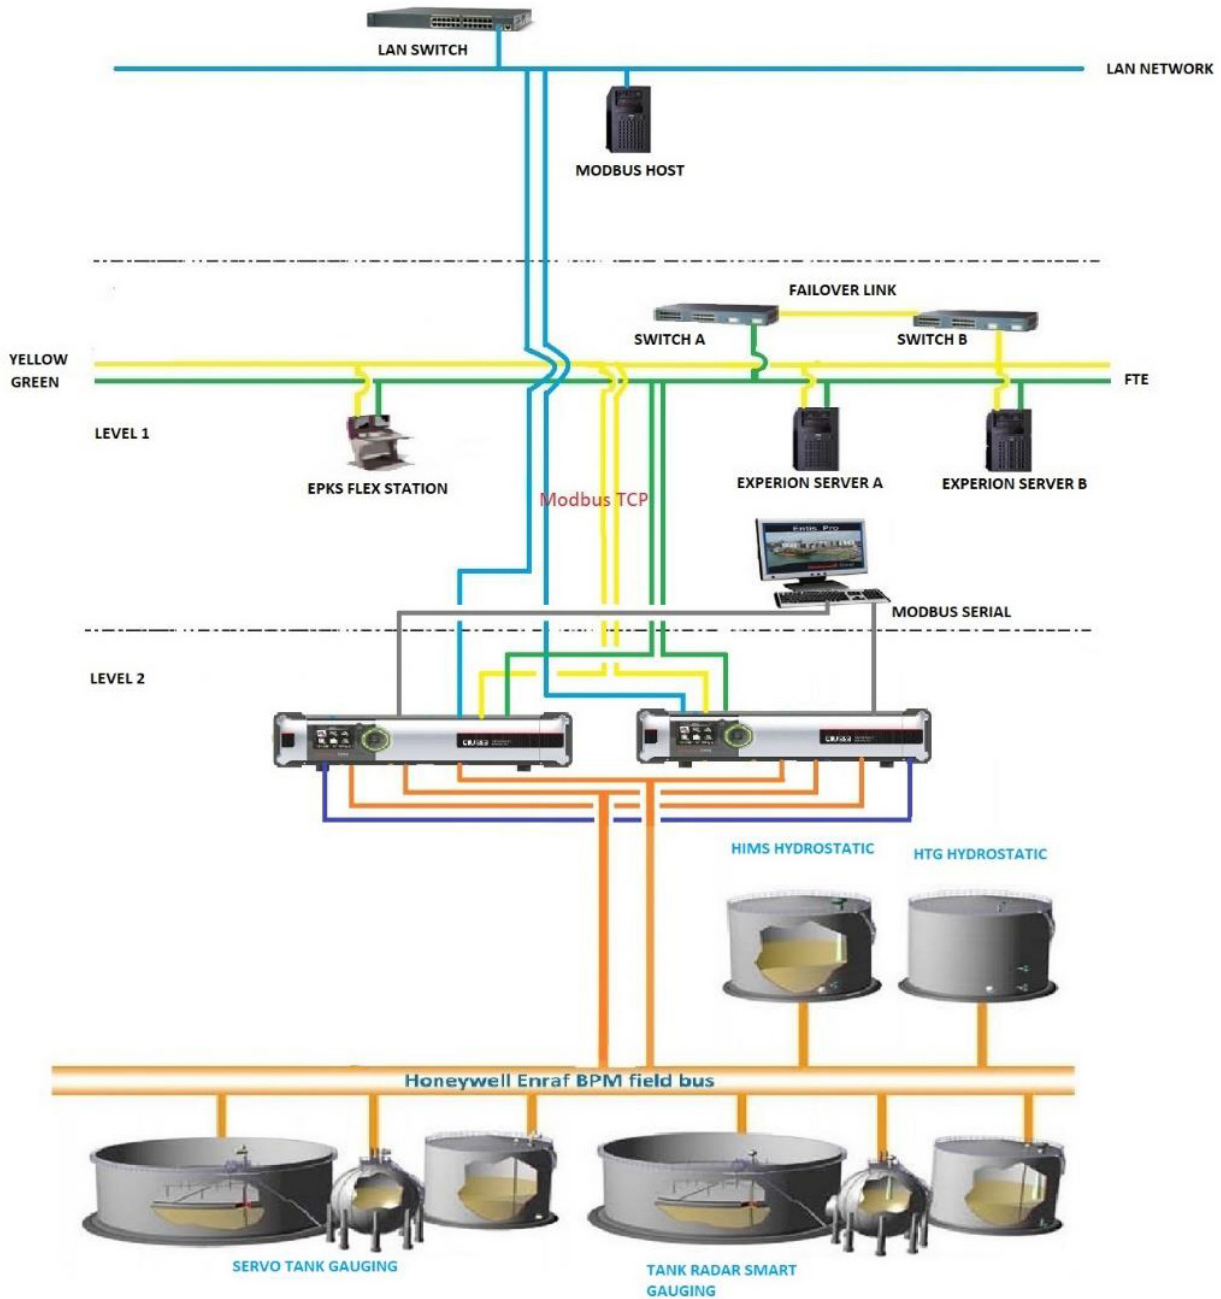 LAN SWITCH
LAN NETWORK
MODBUS HOST
FAILOVER LINK
SWITCH A
SWITCH B
YELLOW
GREEN
FTE
LEVEL 1
EPKS FLEX STATION
EXPERION SERVER A
EXPERION SERVER B
Modbus TCP
Entis Pro
MODBUS SERIAL
LEVEL 2
HIMS HYDROSTATIC
HTG HYDROSTATIC
Honeywell Enraf BPM field bus
SERVO TANK GAUGING
TANK RADAR SMART
GAUGING